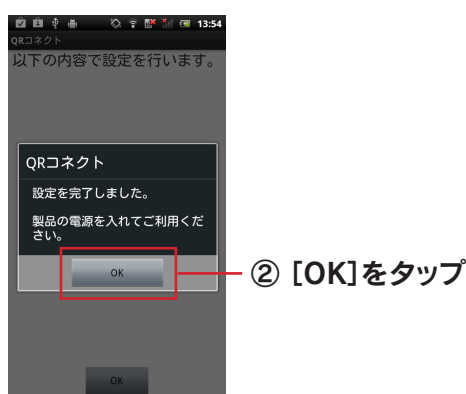 13:54
QRコネクト
以下の内容で設定を行います。
QRコネクト
設定を完了しました。
製品の電源を入れてご利用くだ
さい。
OK
② [OK]をタップ
OK